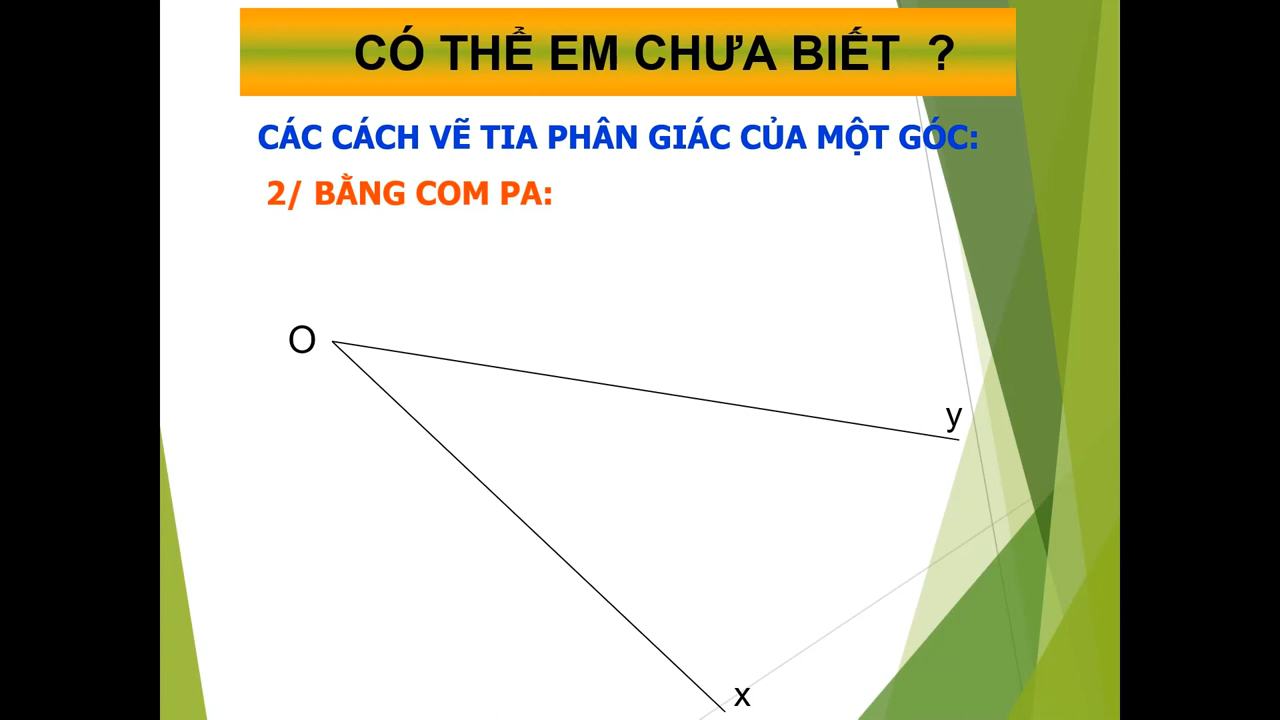 CÓ THỂ EM CHƯA BIẾT ?
CÁC CÁCH VẼ TIA PHÂN GIÁC CỦA MỘT GÓC:
2/ BẰNG COM PA:
O
y
x